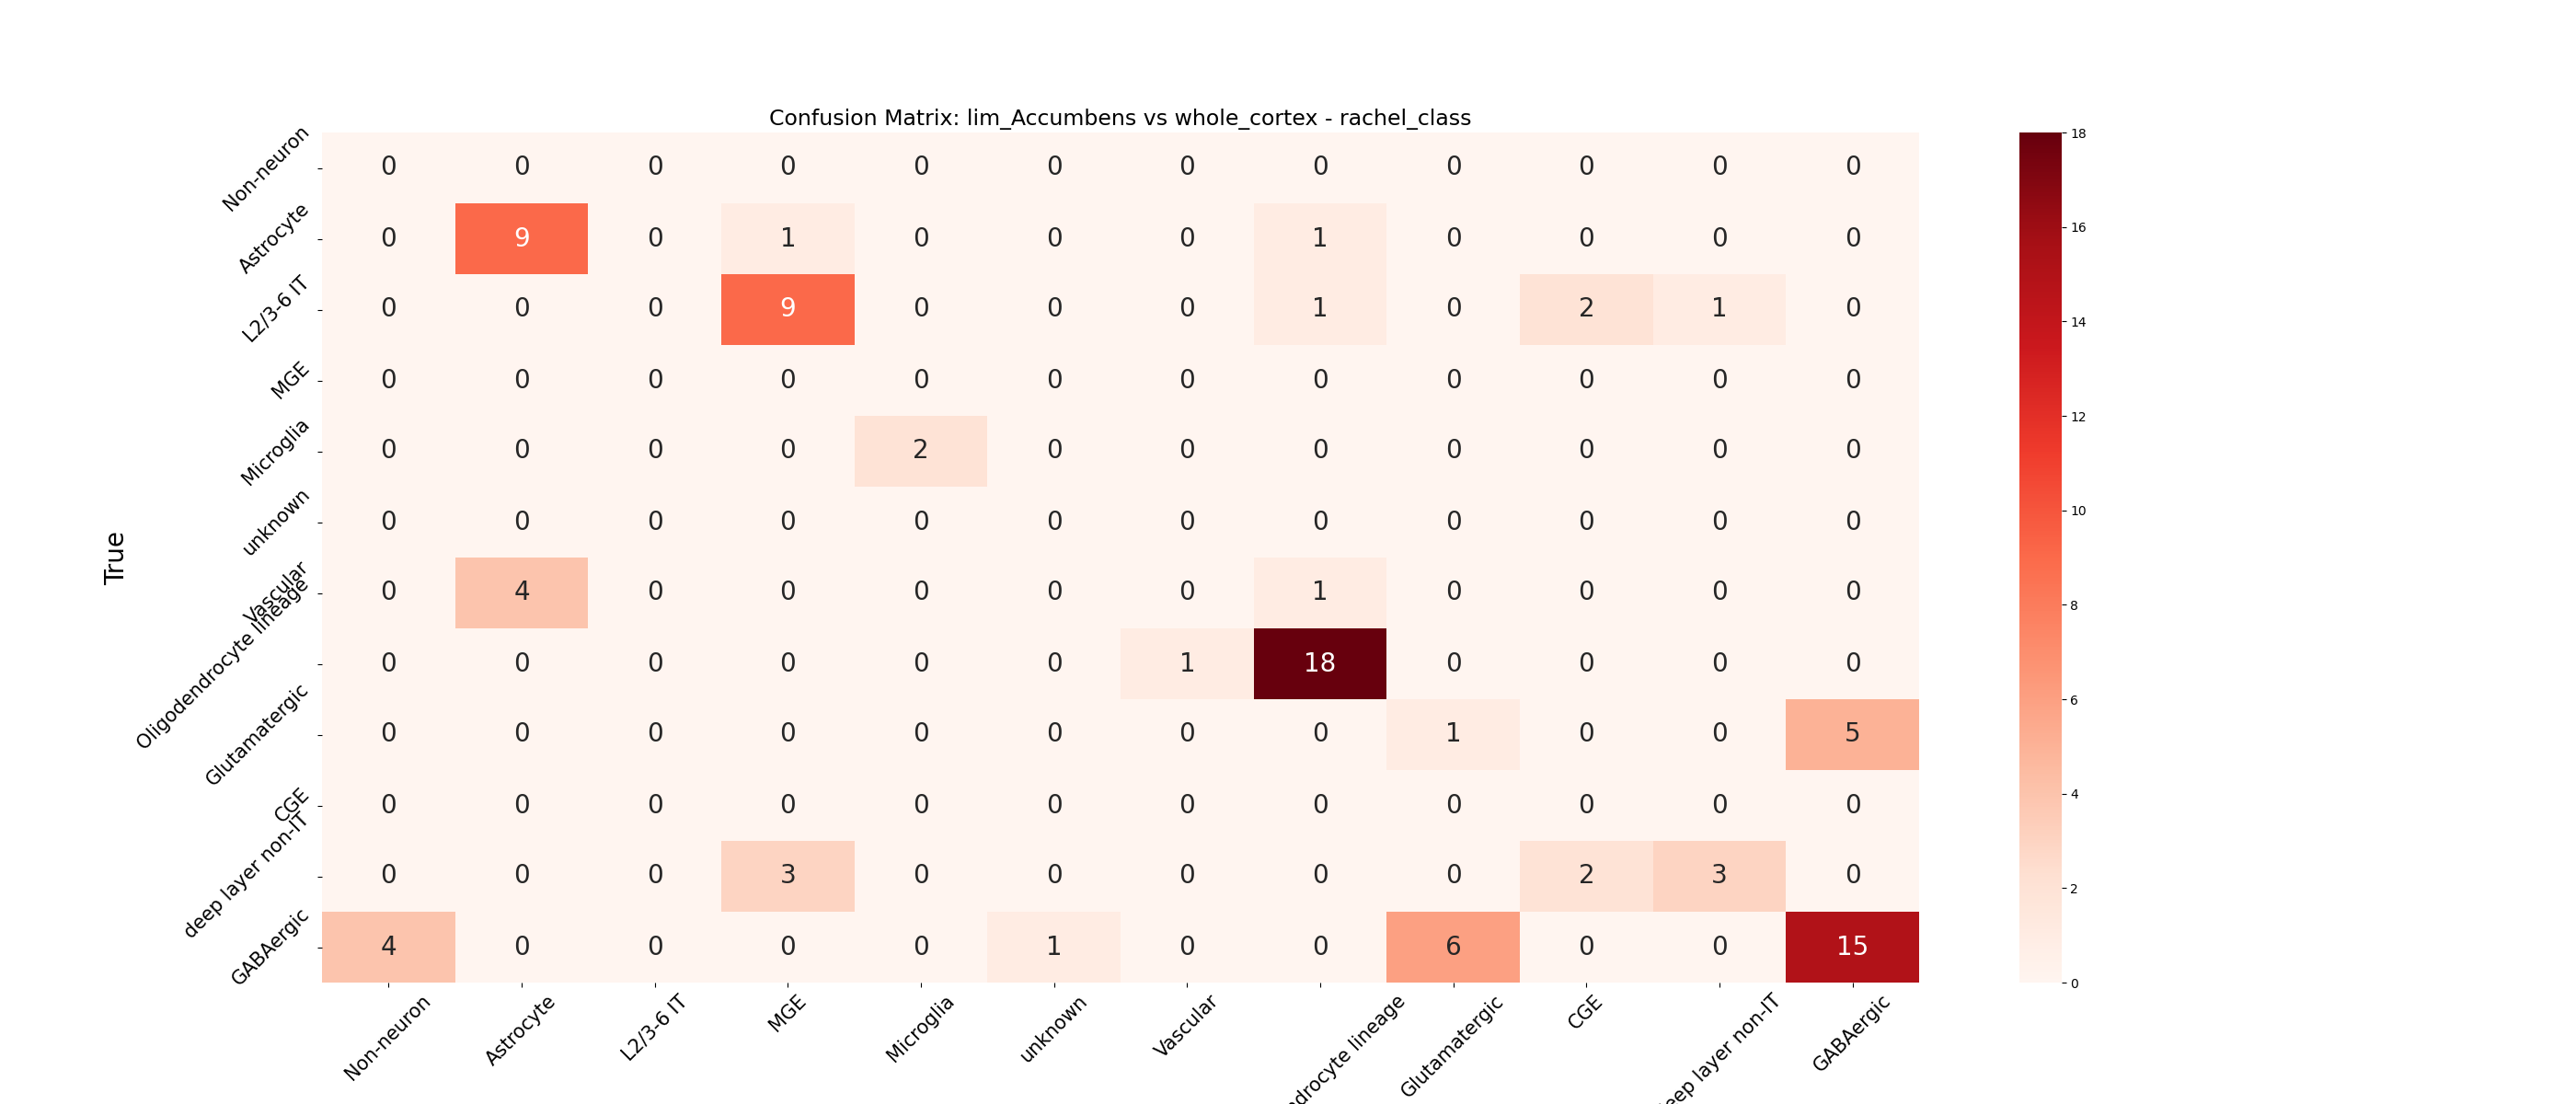 Confusion Matrix: lim_Accumbens vs whole_cortex - rachel_class
True
Non-neuron 0 0 0 0 0 0 0 0 0 0 0 0
Astrocyte 0 9 0 1 0 0 0 1 0 0 0 0
L2/3-6 IT 0 0 0 9 0 0 0 1 0 2 1 0
MGE 0 0 0 0 0 0 0 0 0 0 0 0
Microglia 0 0 0 0 2 0 0 0 0 0 0 0
unknown 0 0 0 0 0 0 0 0 0 0 0 0
Vascular 0 4 0 0 0 0 0 1 0 0 0 0
Oligodendrocyte lineage 0 0 0 0 0 0 1 18 0 0 0 0
Glutamatergic 0 0 0 0 0 0 0 0 1 0 0 5
CGE 0 0 0 0 0 0 0 0 0 0 0 0
deep layer non-IT 0 0 0 3 0 0 0 0 0 2 3 0
GABAergic 4 0 0 0 0 1 0 0 6 0 0 15
Non-neuron Astrocyte L2/3-6 IT MGE Microglia unknown Vascular ndrocyte lineage Glutamatergic CGE eep layer non-IT GABAergic
18
16
14
12
10
8
6
4
2
0